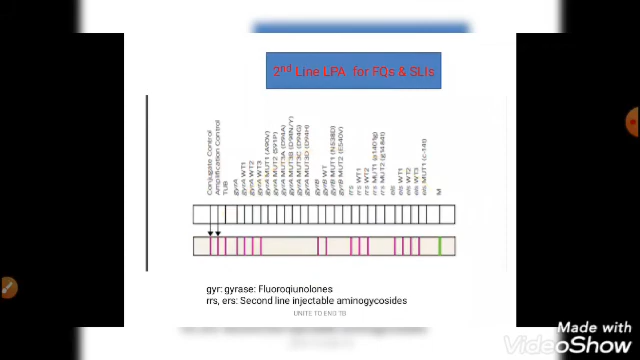 2nd Line LPA for FQs & SLIs
Conjugate Control
Amplification Control
TUB
gyrA
gyrA WT1
gyrA WT2
gyrA WT3
gyrA MUT1 (A90V)
gyrA MUT2 (S91P)
gyrA MUT3A (D94A)
gyrA MUT3B (D94N/Y)
gyrA MUT3C (D94G)
gyrA MUT3D (D94H)
gyrB
gyrB WT
gyrB MUT1 (N538D)
gyrB MUT2 (E540V)
rrs
rrs WT1
rrs WT2
rrs MUT1 (a1401g)
rrs MUT2 (g1484t)
eis
eis WT1
eis WT2
eis WT3
eis MUT1 (c-14t)
M
gyr: gyrase: Fluoroqiunolones
rrs, ers: Second line injectable aminogycosides
UNITE TO END TB
Made with
VideoShow